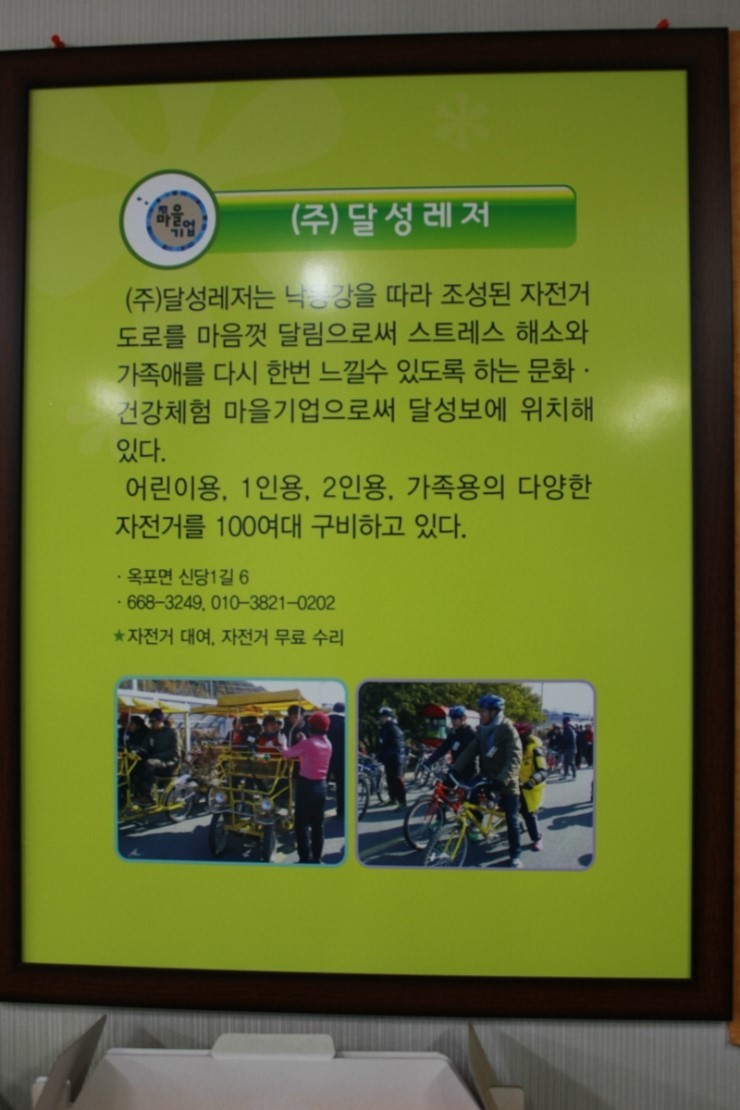 마을
기업
(주)달성레저
(주)달성레저는 낙동강을 따라 조성된 자전거
도로를 마음껏 달림으로써 스트레스 해소와
가족애를 다시 한번 느낄수 있도록 하는 문화 ·
건강체험 마을기업으로써 달성보에 위치해
있다.
어린이용, 1인용, 2인용, 가족용의 다양한
자전거를 100여대 구비하고 있다.
· 옥포면 신당1길 6
· 668-3249, 010-3821-0202
★자전거 대여, 자전거 무료 수리